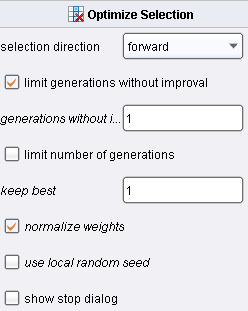 Optimize Selection
selection direction forward
limit generations without improval
generations without i... 1
limit number of generations
keep best 1
normalize weights
use local random seed
show stop dialog